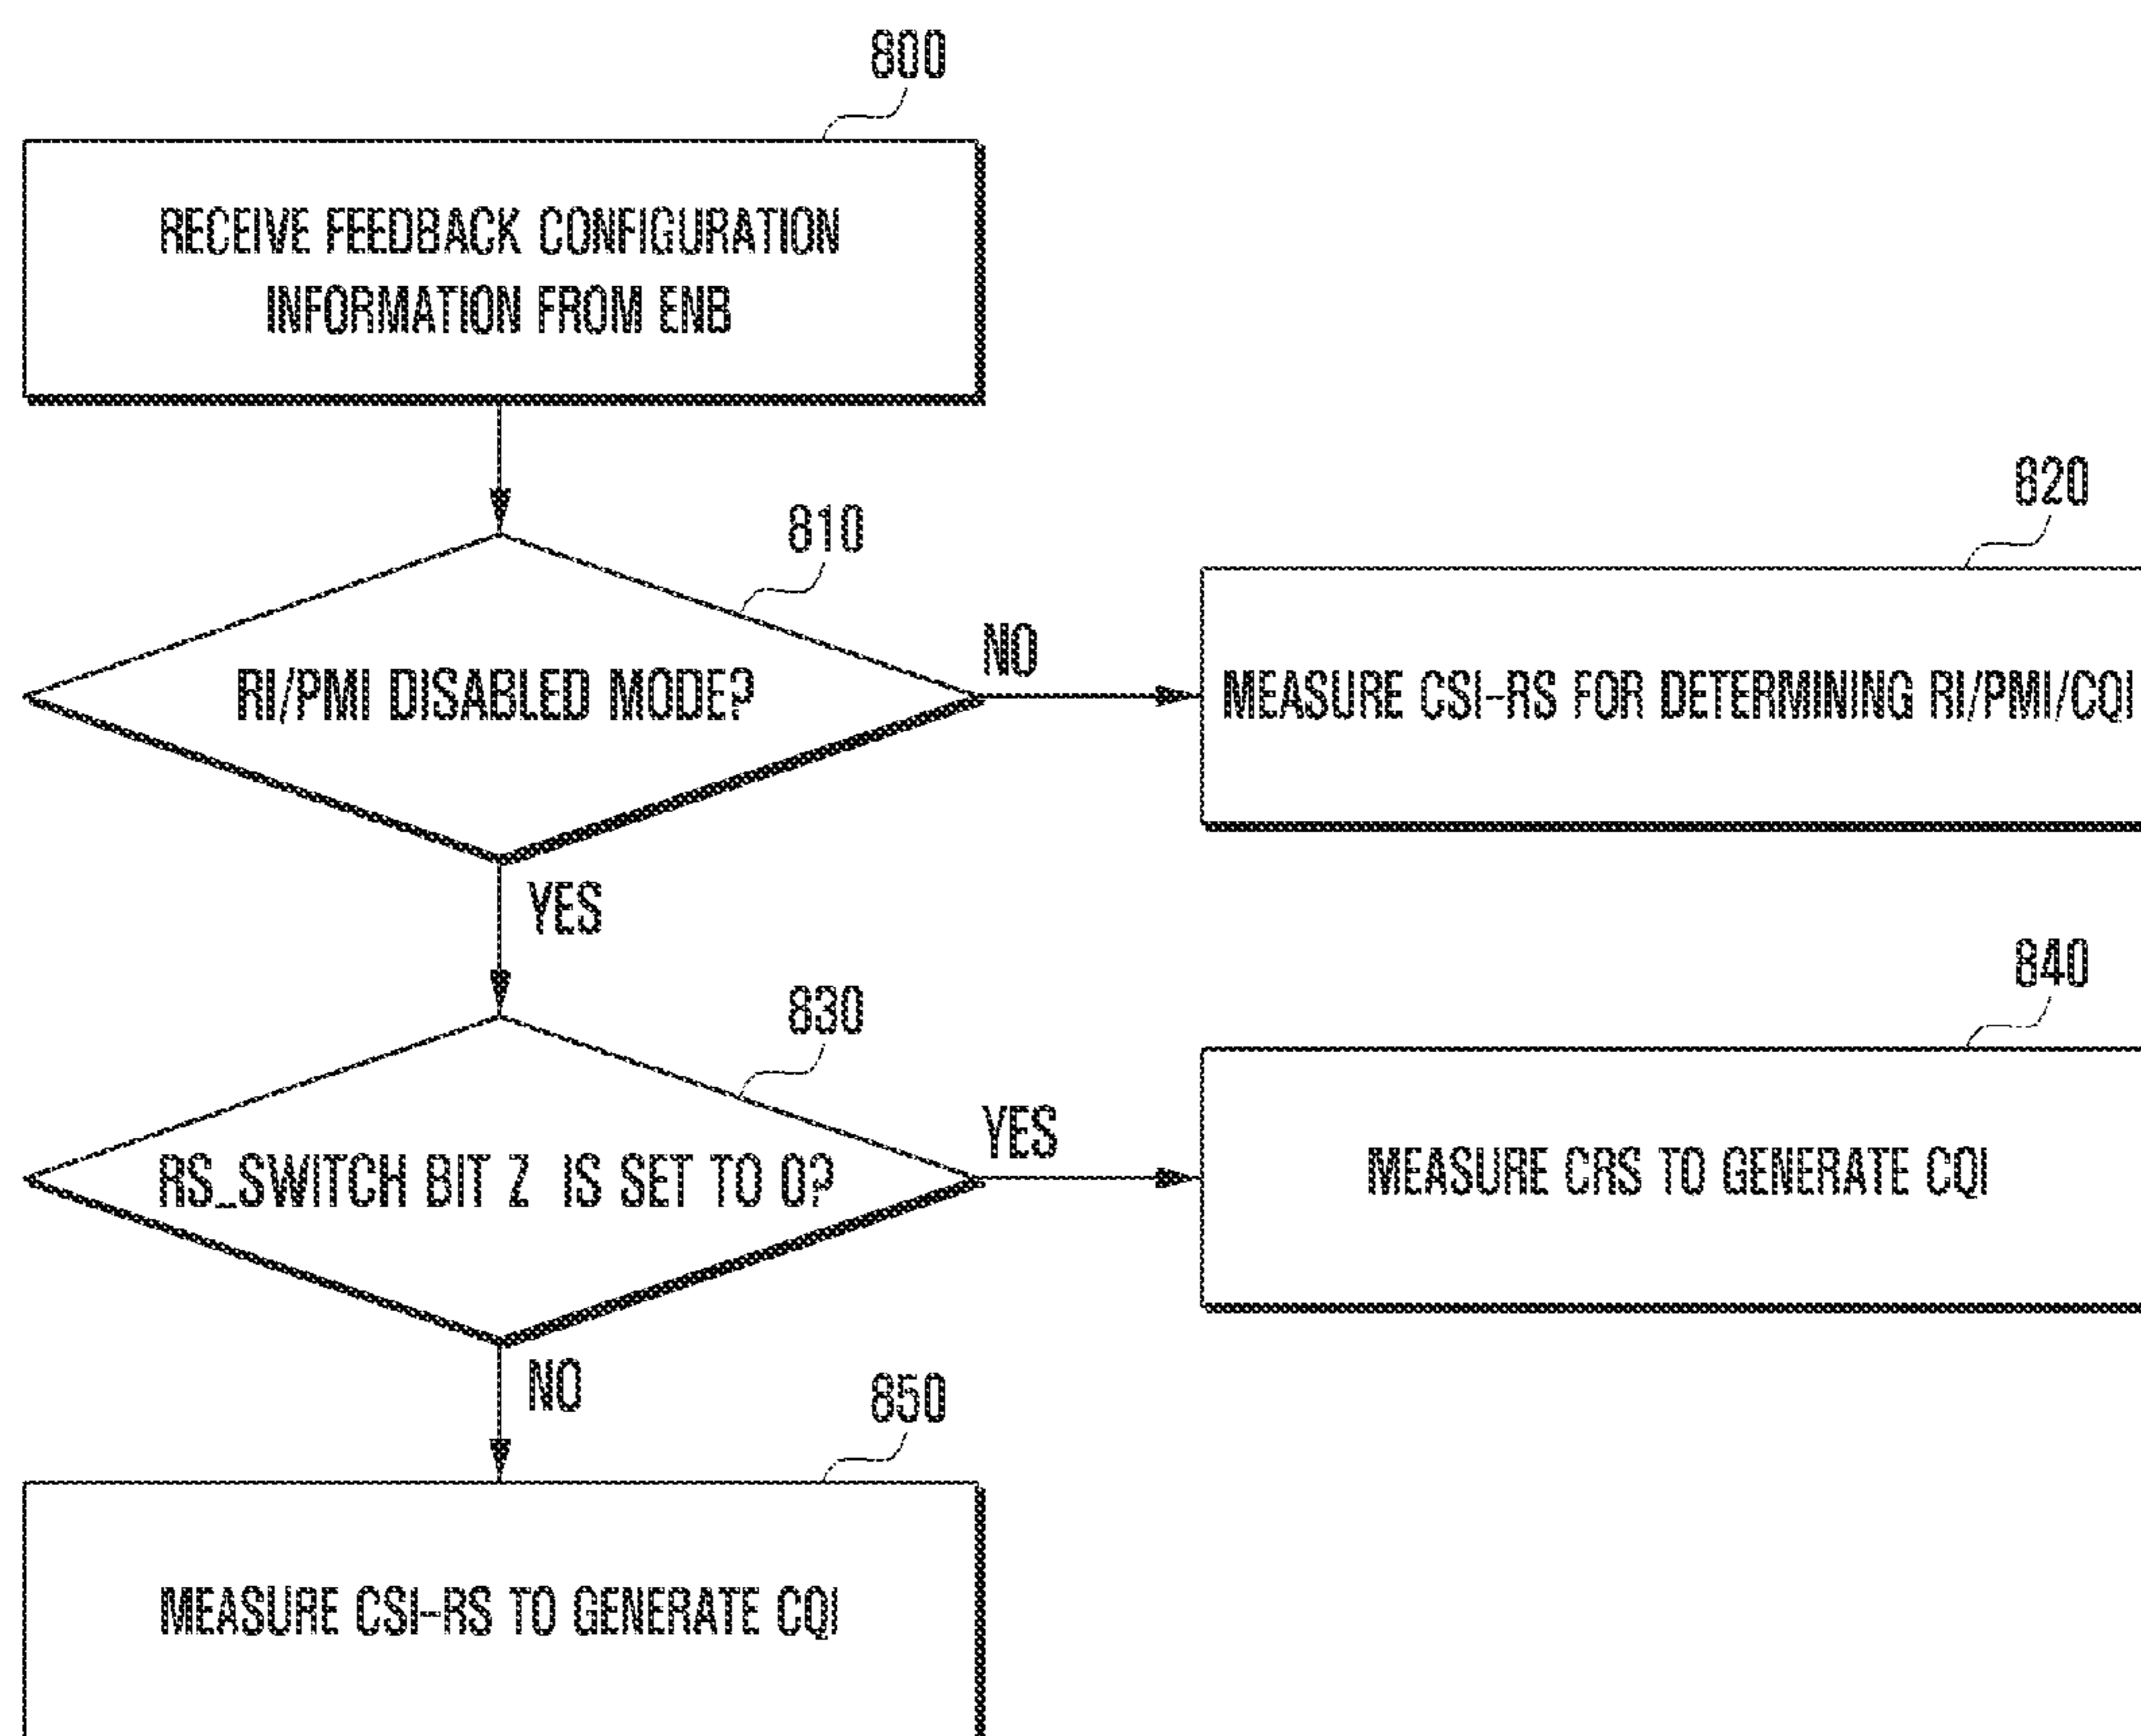 800
RECEIVE FEEDBACK CONFIGURATION
INFORMATION FROM ENB
810
RI/PMI DISABLED MODE?
NO
820
MEASURE CSI-RS FOR DETERMINING RI/PMI/CQI
YES
830
RS_SWITCH BIT Z IS SET TO 0?
YES
840
MEASURE CRS TO GENERATE CQI
NO
850
MEASURE CSI-RS TO GENERATE CQI